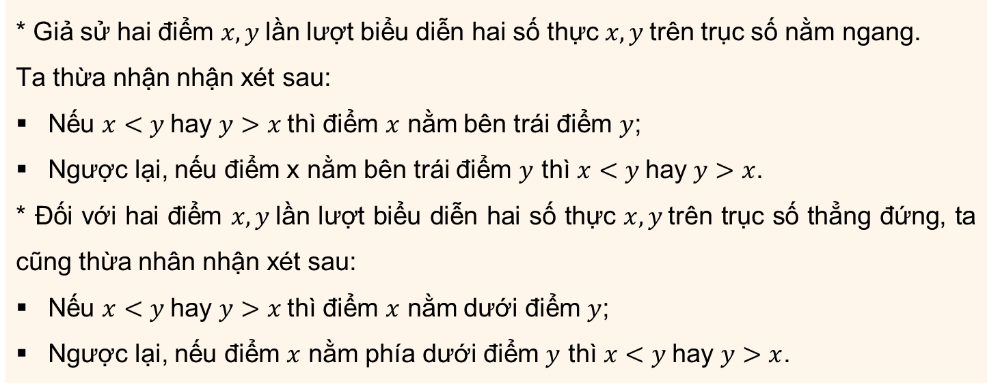 * Giả sử hai điểm x, y lần lượt biểu diễn hai số thực x, y trên trục số nằm ngang.
Ta thừa nhận nhận xét sau:
▪ Nếu x < y hay y > x thì điểm x nằm bên trái điểm y;
▪ Ngược lại, nếu điểm x nằm bên trái điểm y thì x < y hay y > x.
* Đối với hai điểm x, y lần lượt biểu diễn hai số thực x, y trên trục số thẳng đứng, ta
cũng thừa nhân nhận xét sau:
▪ Nếu x < y hay y > x thì điểm x nằm dưới điểm y;
▪ Ngược lại, nếu điểm x nằm phía dưới điểm y thì x < y hay y > x.